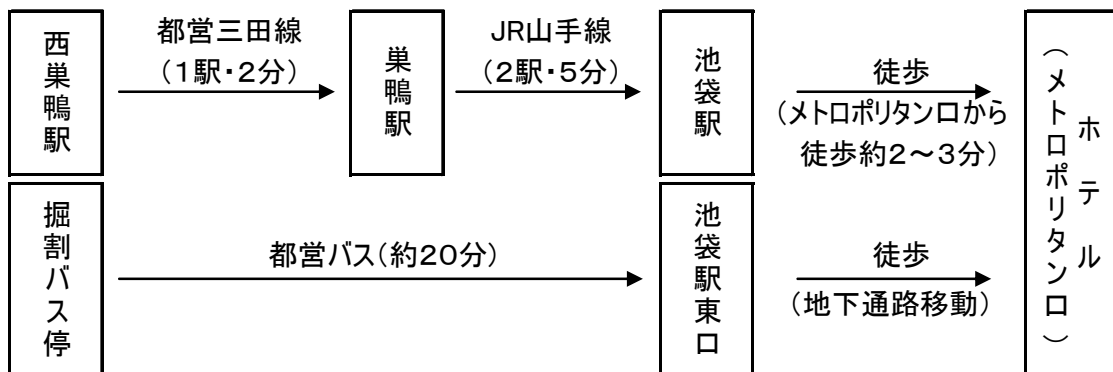 西巣鴨駅
都営三田線
（1駅・2分）
巣鴨駅
JR山手線
（2駅・5分）
池袋駅
徒歩
（メトロポリタン口から
徒歩約2～3分）
ホテル
（メトロポリタン口）
掘割バス停
都営バス（約20分）
池袋駅東口
徒歩
（地下通路移動）